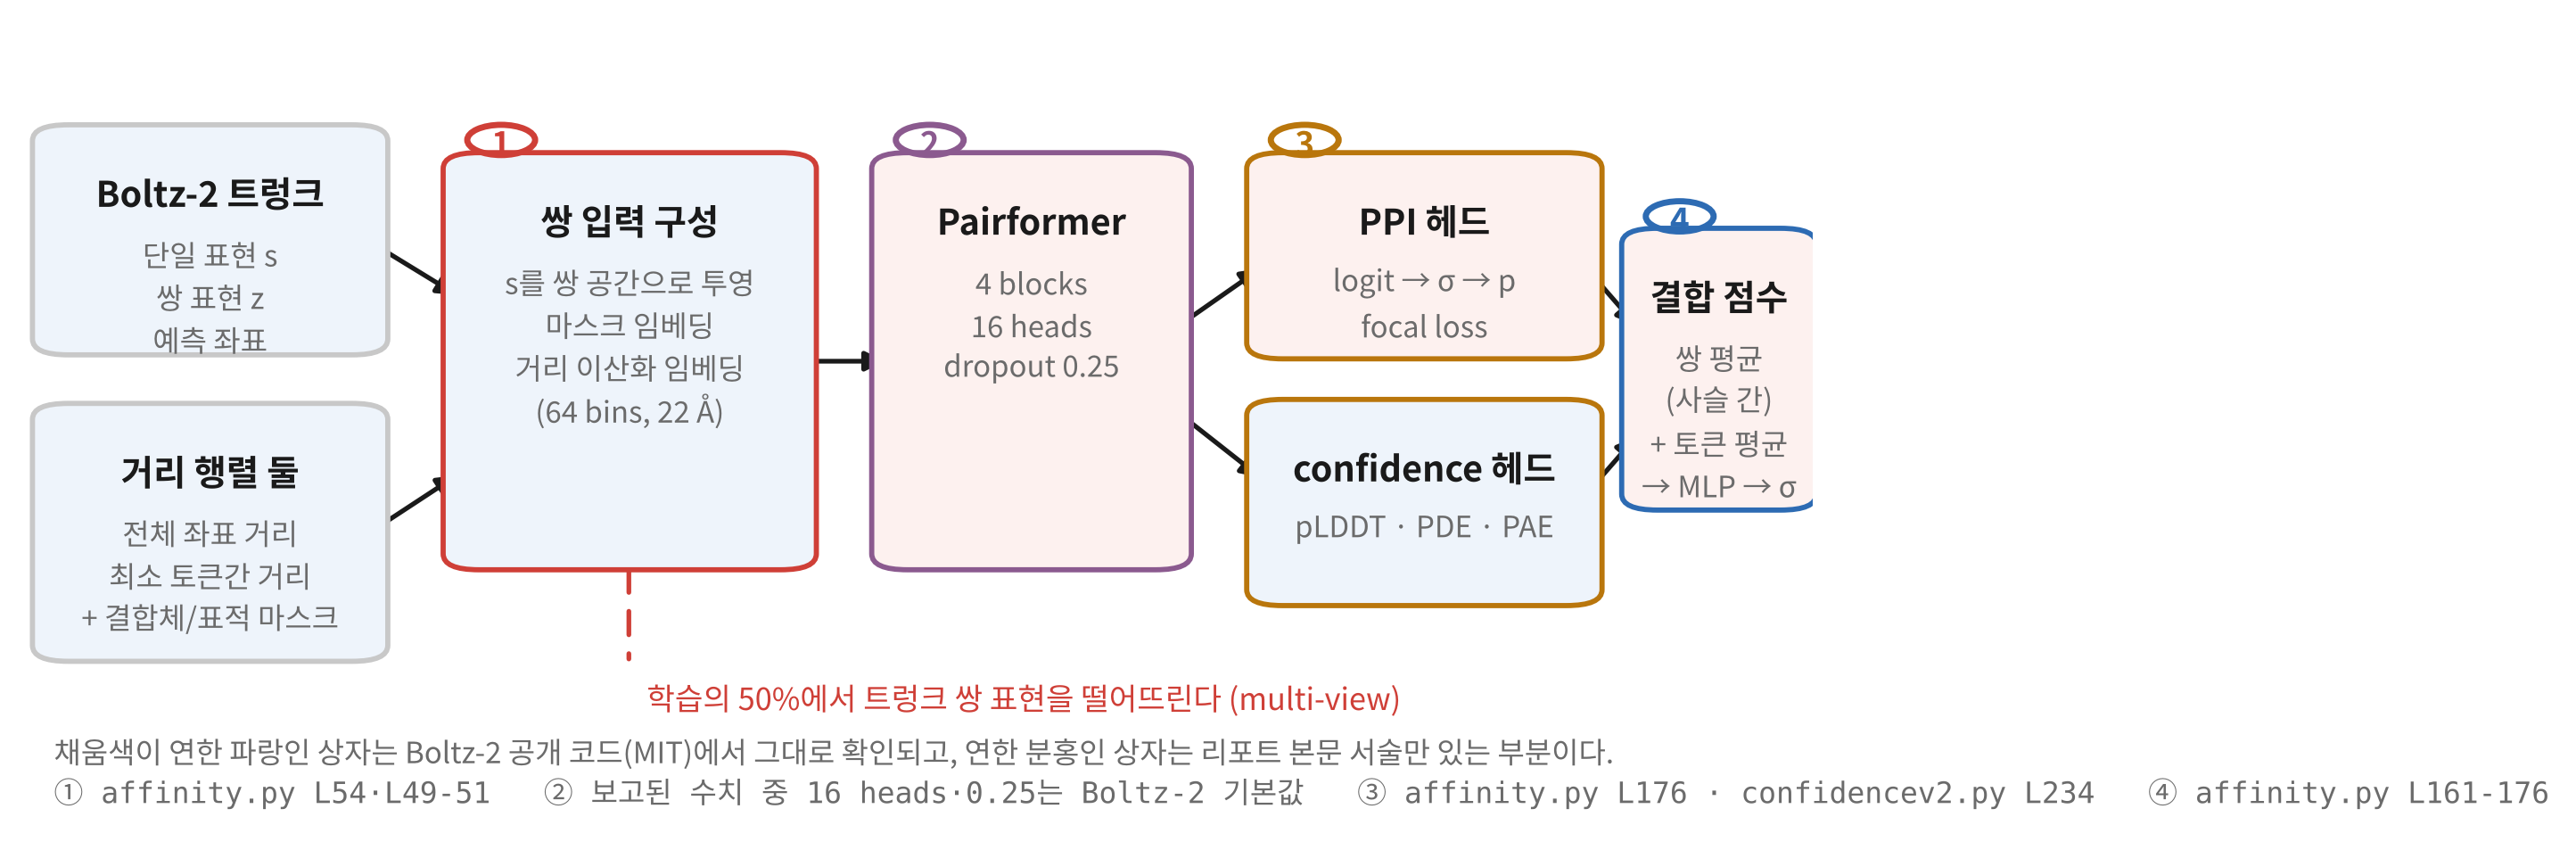 Boltz-2 트렁크
단일 표현 s
쌍 표현 z
예측 좌표
거리 행렬 둘
전체 좌표 거리
최소 토큰간 거리
+ 결합체/표적 마스크
1
쌍 입력 구성
s를 쌍 공간으로 투영
마스크 임베딩
거리 이산화 임베딩
(64 bins, 22 Å)
2
Pairformer
4 blocks
16 heads
dropout 0.25
3
PPI 헤드
logit → σ → p
focal loss
confidence 헤드
pLDDT · PDE · PAE
4
결합 점수
쌍 평균
(사슬 간)
+ 토큰 평균
→ MLP → σ
학습의 50%에서 트렁크 쌍 표현을 떨어뜨린다 (multi-view)
채움색이 연한 파랑인 상자는 Boltz-2 공개 코드(MIT)에서 그대로 확인되고, 연한 분홍인 상자는 리포트 본문 서술만 있는 부분이다.
① affinity.py L54·L49-51 ② 보고된 수치 중 16 heads·0.25는 Boltz-2 기본값 ③ affinity.py L176 · confidencev2.py L234 ④ affinity.py L161-176